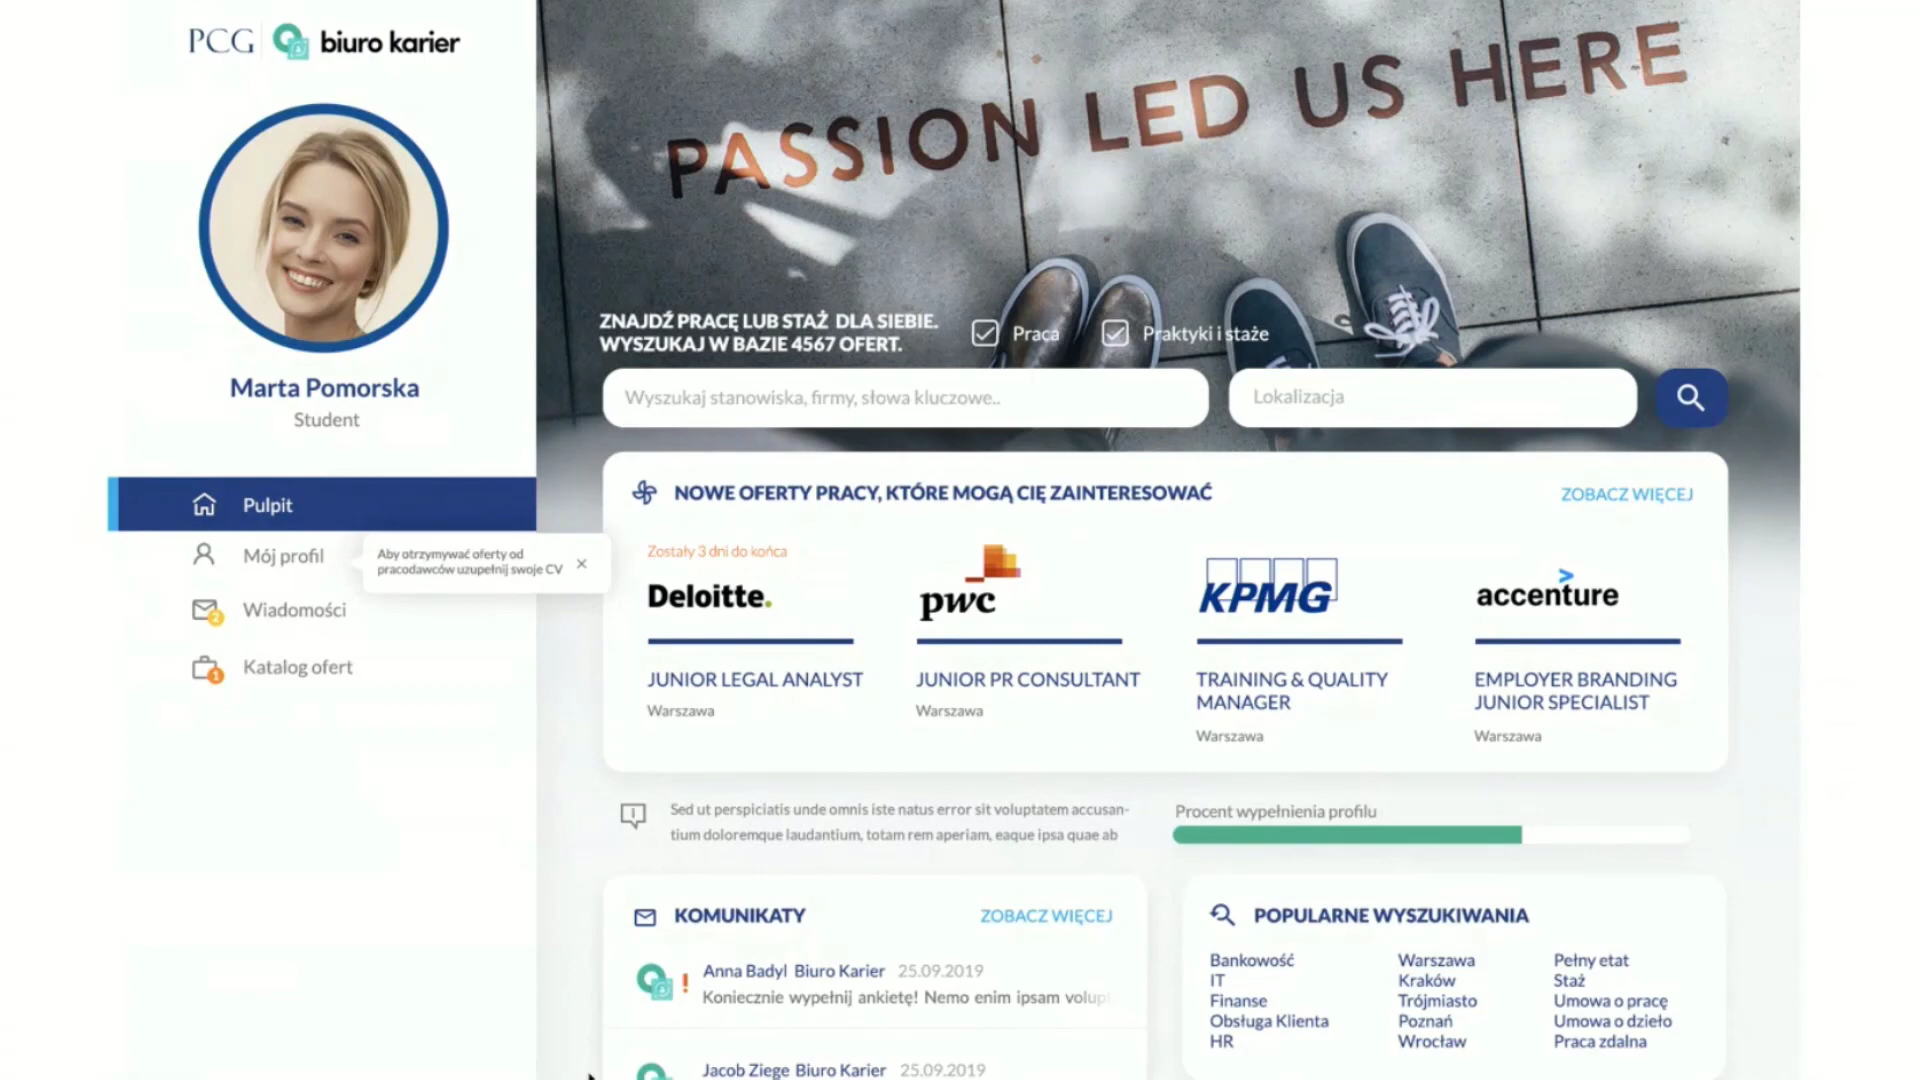 PCG biuro karier
Marta Pomorska
Student
Pulpit
Mój profil
Aby otrzymywać oferty od
pracodawców uzupełnij swoje CV
Wiadomości
2
Katalog ofert
1
PASSION LED US HERE
ZNAJDŹ PRACĘ LUB STAŻ DLA SIEBIE.
WYSZUKAJ W BAZIE 4567 OFERT.
Praca
Praktyki i staże
Wyszukaj stanowiska, firmy, słowa kluczowe..
Lokalizacja
NOWE OFERTY PRACY, KTÓRE MOGĄ CIĘ ZAINTERESOWAĆ
ZOBACZ WIĘCEJ
Zostały 3 dni do końca
Deloitte.
JUNIOR LEGAL ANALYST
Warszawa
pwc
JUNIOR PR CONSULTANT
Warszawa
KPMG
TRAINING & QUALITY
MANAGER
Warszawa
accenture
EMPLOYER BRANDING
JUNIOR SPECIALIST
Warszawa
Sed ut perspiciatis unde omnis iste natus error sit voluptatem accusan-
tium doloremque laudantium, totam rem aperiam, eaque ipsa quae ab
Procent wypełnienia profilu
KOMUNIKATY
ZOBACZ WIĘCEJ
Anna Badyl Biuro Karier 25.09.2019
Koniecznie wypełnij ankietę! Nemo enim ipsam volup
Jacob Ziege Biuro Karier 25.09.2019
POPULARNE WYSZUKIWANIA
Bankowość
IT
Finanse
Obsługa Klienta
HR
Warszawa
Kraków
Trójmiasto
Poznań
Wrocław
Pełny etat
Staż
Umowa o pracę
Umowa o dzieło
Praca zdalna